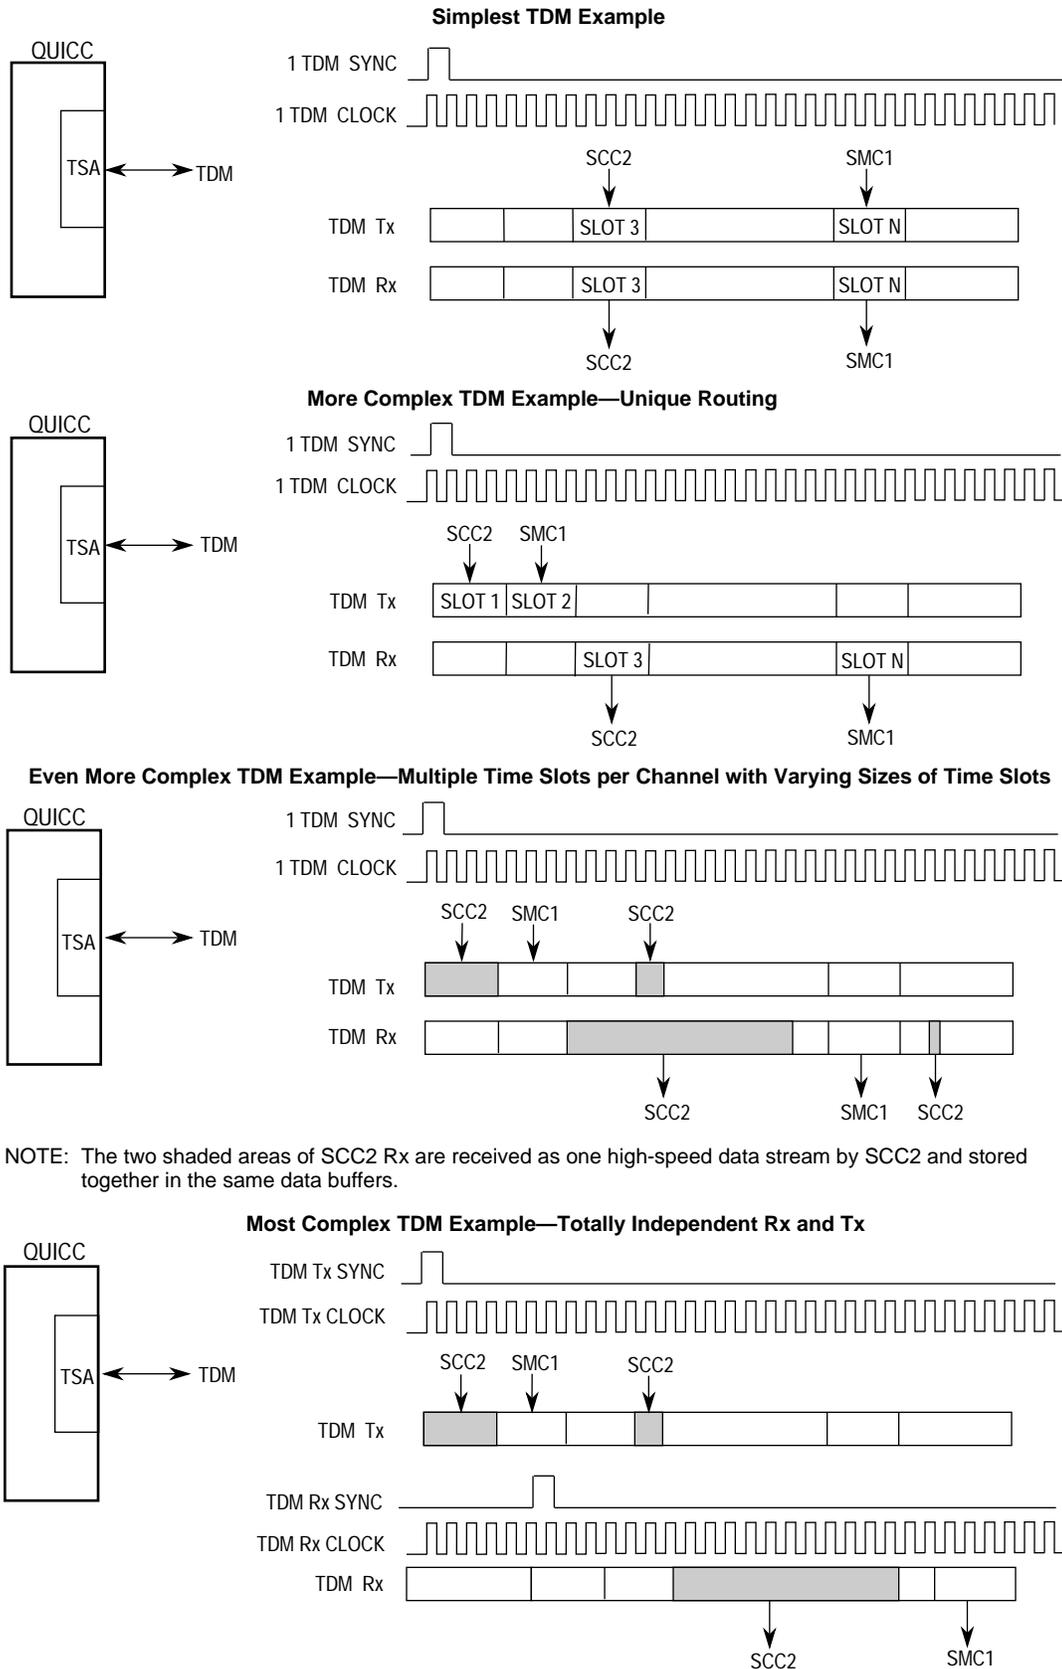 Simplest TDM Example
QUICC
1 TDM SYNC
1 TDM CLOCK
TSA
TDM
SCC2 SMC1
TDM Tx SLOT 3 SLOT N
TDM Rx SLOT 3 SLOT N
SCC2 SMC1
More Complex TDM Example—Unique Routing
QUICC
1 TDM SYNC
1 TDM CLOCK
TSA
TDM
SCC2 SMC1
TDM Tx SLOT 1 SLOT 2
TDM Rx SLOT 3 SLOT N
SCC2 SMC1
Even More Complex TDM Example—Multiple Time Slots per Channel with Varying Sizes of Time Slots
QUICC
1 TDM SYNC
1 TDM CLOCK
TSA
TDM
SCC2 SMC1 SCC2
TDM Tx
TDM Rx
SCC2 SMC1 SCC2
NOTE: The two shaded areas of SCC2 Rx are received as one high-speed data stream by SCC2 and stored
together in the same data buffers.
Most Complex TDM Example—Totally Independent Rx and Tx
QUICC
TDM Tx SYNC
TDM Tx CLOCK
TSA
TDM
SCC2 SMC1 SCC2
TDM Tx
TDM Rx SYNC
TDM Rx CLOCK
TDM Rx
SCC2 SMC1